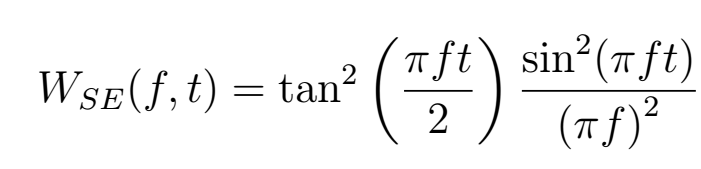 $W_{SE}(f,t) = \tan^2\left(\frac{\pi f t}{2}\right)\frac{\sin^2(\pi f t)}{(\pi f)^2}$